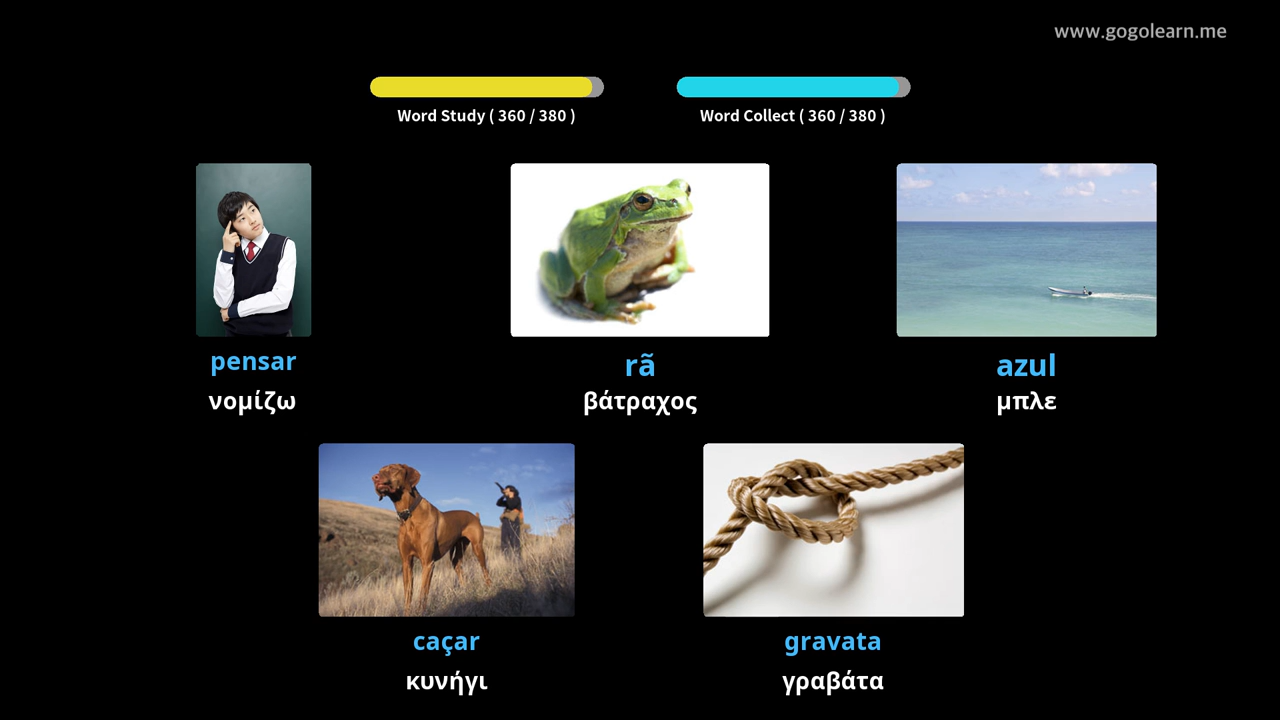 www.gogolearn.me
Word Study ( 360 / 380 )
Word Collect ( 360 / 380 )
pensar
νομίζω
rã
βάτραχος
azul
μπλε
caçar
κυνήγι
gravata
γραβάτα